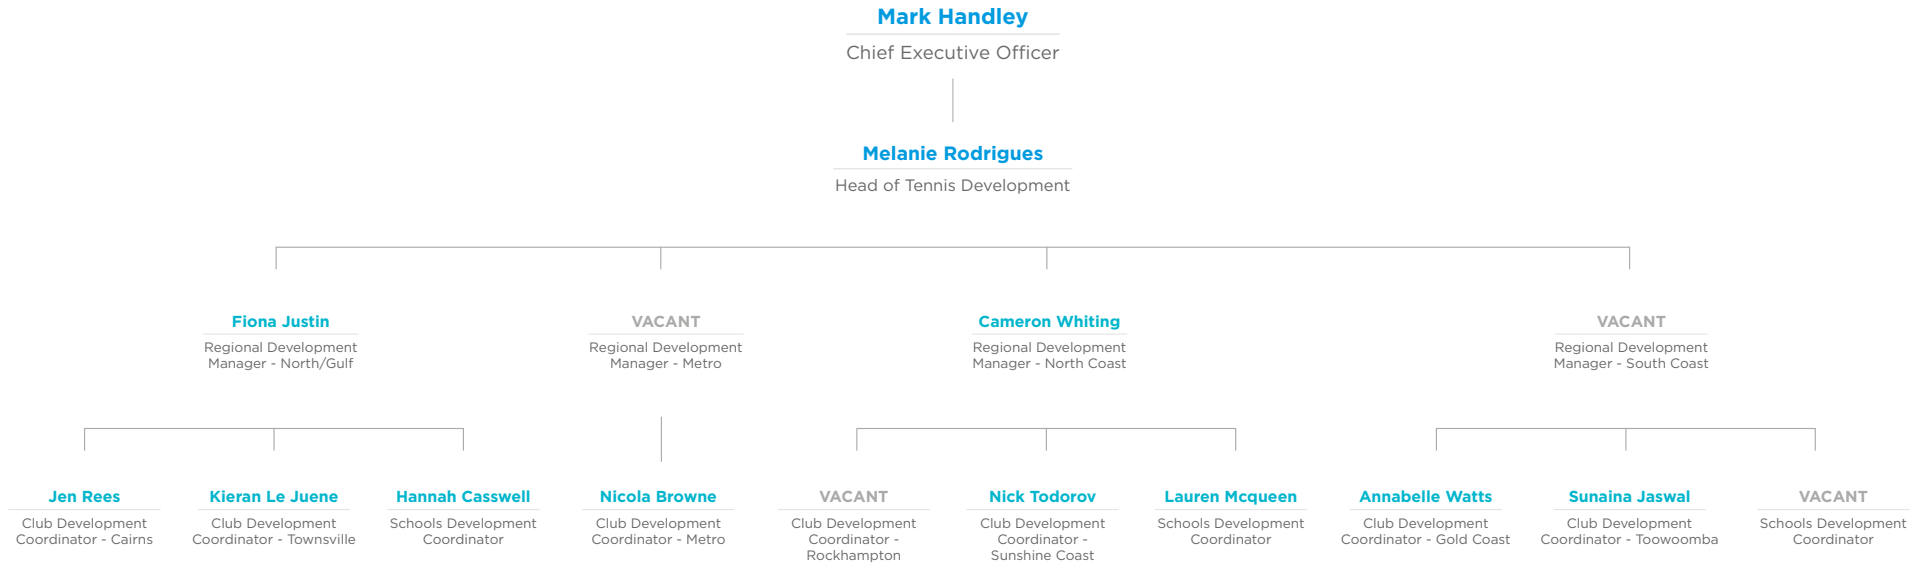 Mark Handley
Chief Executive Officer
Melanie Rodrigues
Head of Tennis Development
Fiona Justin
Regional Development
Manager - North/Gulf
VACANT
Regional Development
Manager - Metro
Cameron Whiting
Regional Development
Manager - North Coast
VACANT
Regional Development
Manager - South Coast
Jen Rees
Club Development
Coordinator - Cairns
Kieran Le Juene
Club Development
Coordinator - Townsville
Hannah Casswell
Schools Development
Coordinator
Nicola Browne
Club Development
Coordinator - Metro
VACANT
Club Development
Coordinator -
Rockhampton
Nick Todorov
Club Development
Coordinator -
Sunshine Coast
Lauren Mcqueen
Schools Development
Coordinator
Annabelle Watts
Club Development
Coordinator - Gold Coast
Sunaina Jaswal
Club Development
Coordinator - Toowoomba
VACANT
Schools Development
Coordinator